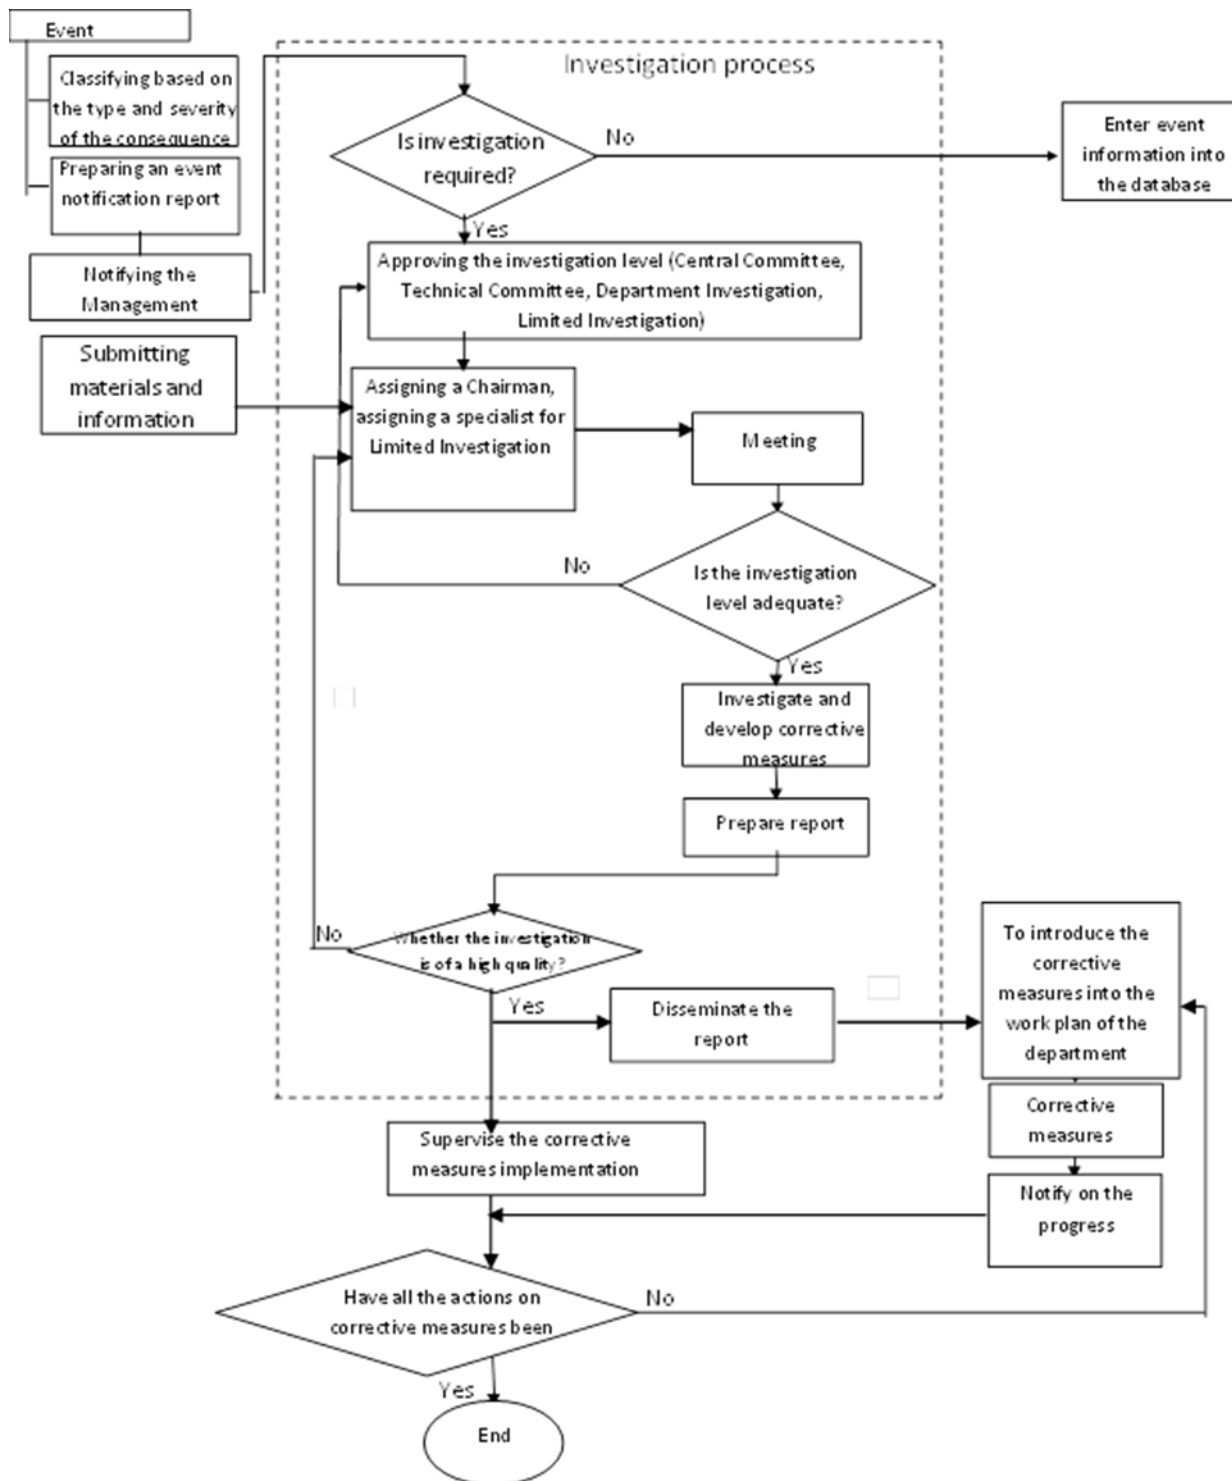 Event
Classifying based on
the type and severity
of the consequence
Preparing an event
notification report
Notifying the
Management
Submitting
materials and
information
Investigation process
Is investigation
required?
No
Enter event
information into
the database
Yes
Approving the investigation level (Central Committee,
Technical Committee, Department Investigation,
Limited Investigation)
Assigning a Chairman,
assigning a specialist for
Limited Investigation
Meeting
Is the investigation
level adequate?
No
Yes
Investigate and
develop corrective
measures
Prepare report
Whether the investigation
is of a high quality?
No
Yes
Disseminate the
report
To introduce the
corrective
measures into the
work plan of the
department
Corrective
measures
Notify on the
progress
Supervise the corrective
measures implementation
Have all the actions on
corrective measures been
No
Yes
End